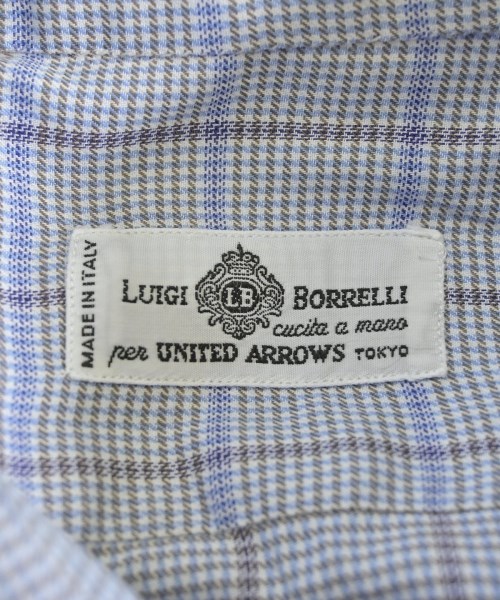 MADE IN ITALY
LUIGI LB BORRELLI
cucita a mano
per UNITED ARROWS TOKYO